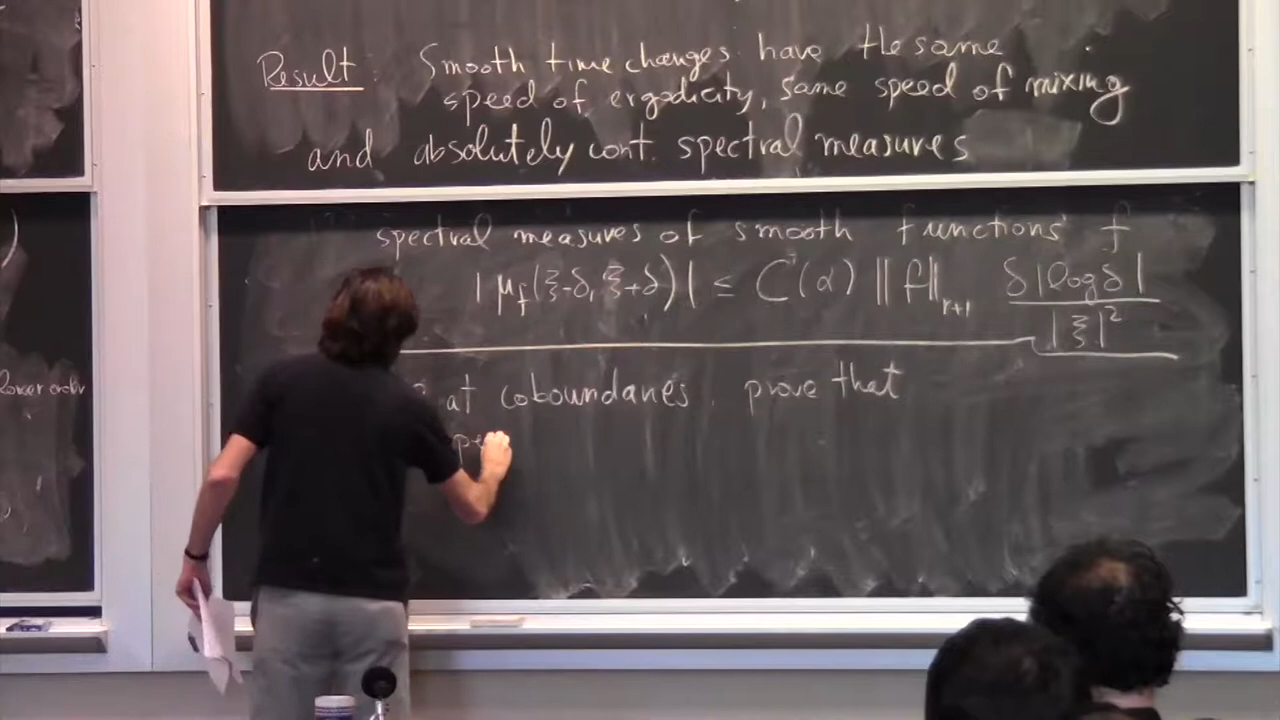 Result: Smooth time changes have the same
speed of ergodicity, same speed of mixing
and absolutely cont. spectral measures
spectral measures of smooth functions f
| μ_f(ξ-δ, ξ+δ) | ≤ C(α) ‖f‖_{r+1} δ|log δ| / |ξ|²
lower order
at coboundaries. prove that
pe